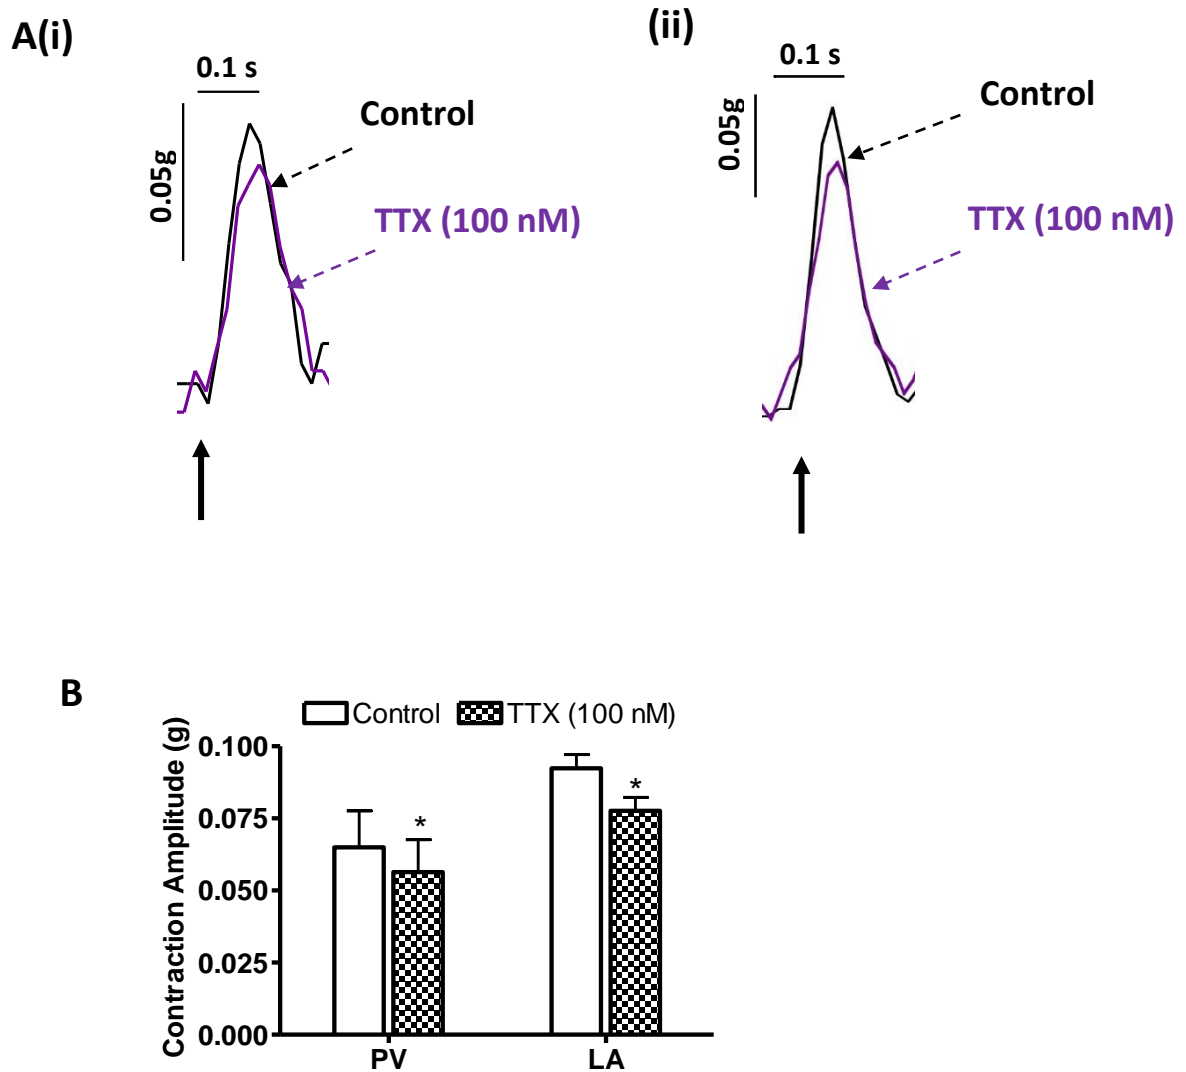 A(i)
0.1 s
0.05g
Control
TTX (100 nM)
(ii)
0.1 s
0.05g
Control
TTX (100 nM)
B
Control TTX (100 nM)
Contraction Amplitude (g)
0.100
0.075
0.050
0.025
0.000
*
*
PV LA